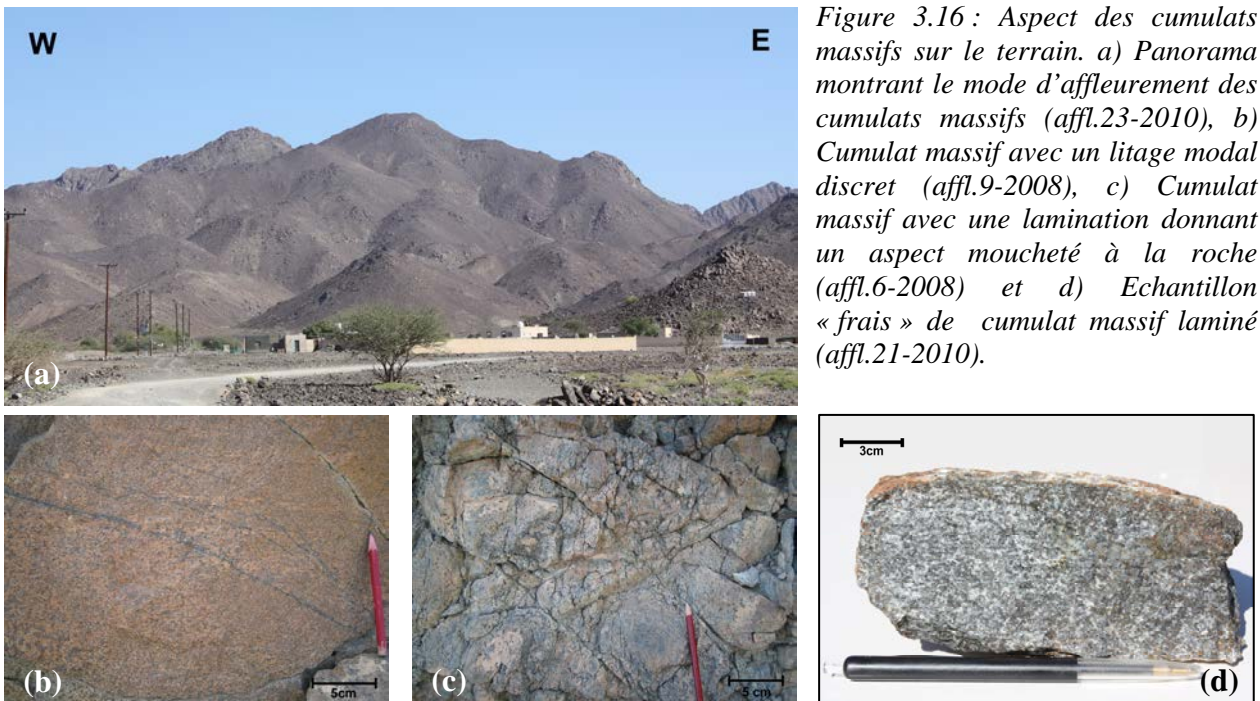 W
E
(a)
Figure 3.16 : Aspect des cumulats
massifs sur le terrain. a) Panorama
montrant le mode d'affleurement des
cumulats massifs (affl.23-2010), b)
Cumulat massif avec un litage modal
discret (affl.9-2008), c) Cumulat
massif avec une lamination donnant
un aspect moucheté à la roche
(affl.6-2008) et d) Echantillon
« frais » de cumulat massif laminé
(affl.21-2010).
(b)
5cm
(c)
5 cm
3cm
(d)